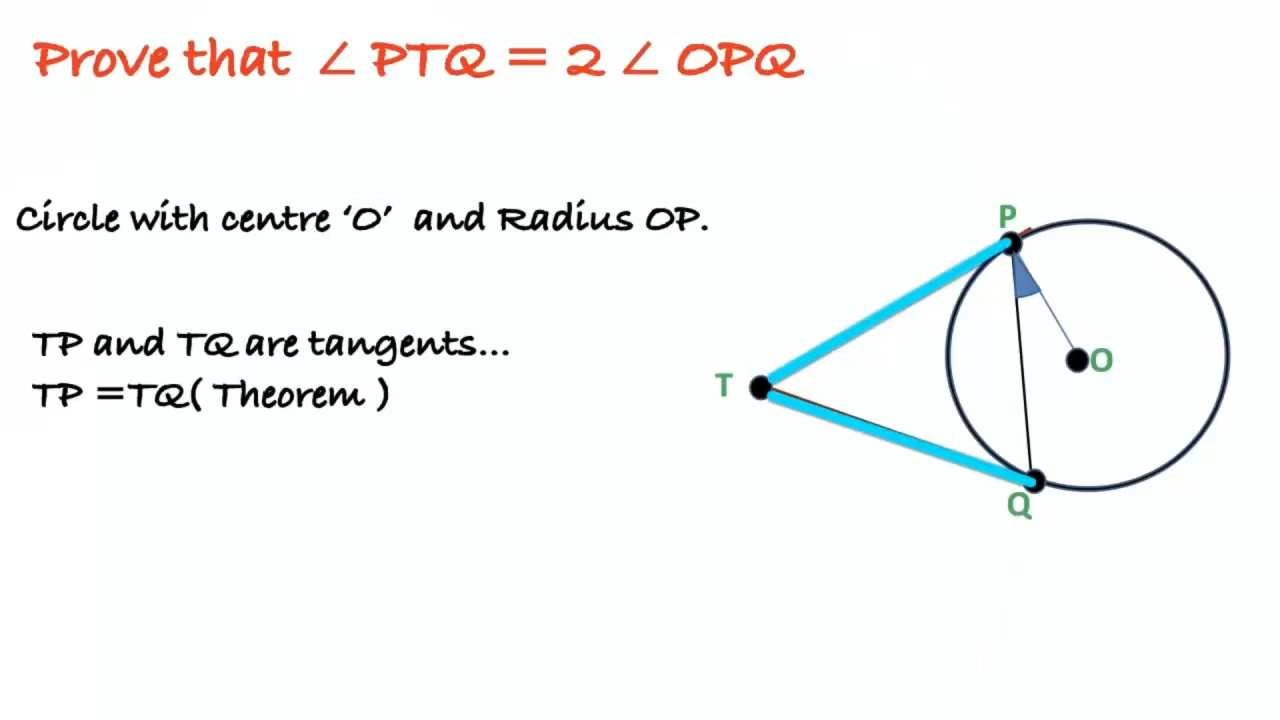 Prove that ∠ PTQ = 2 ∠ OPQ
Circle with centre ‘O’ and Radius OP.
TP and TQ are tangents...
TP =TQ( Theorem )
P
O
T
Q